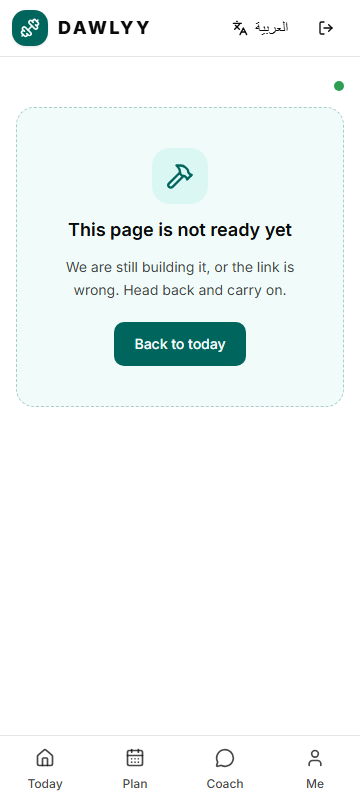 DAWLYY
العربية
This page is not ready yet
We are still building it, or the link is
wrong. Head back and carry on.
Back to today
Today
Plan
Coach
Me